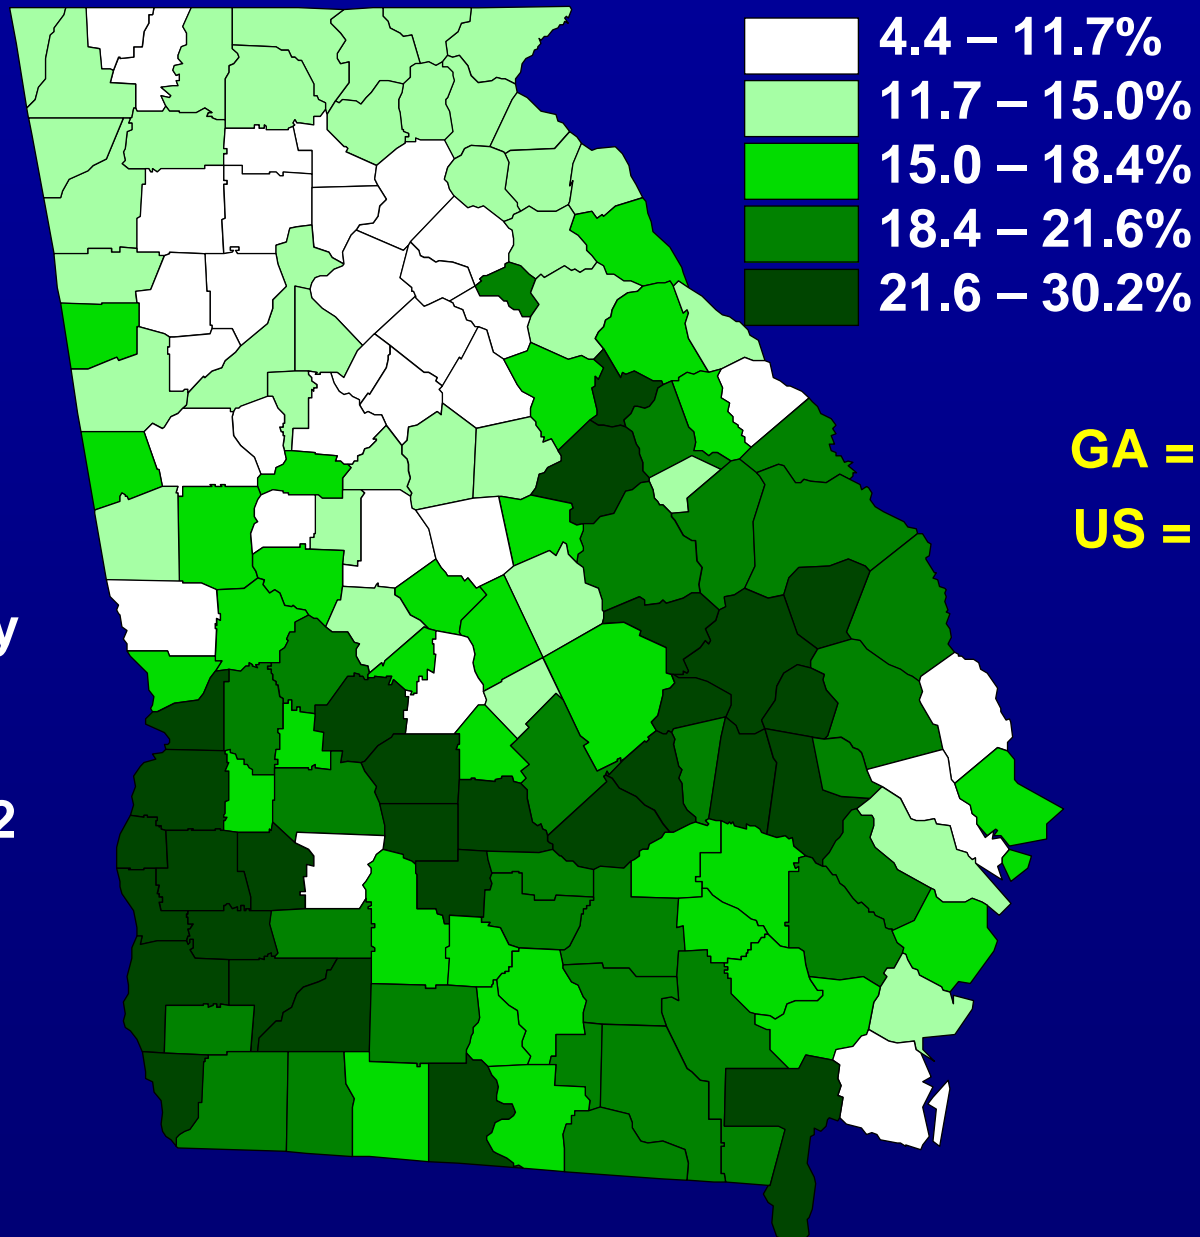 4.4 – 11.7%
11.7 – 15.0%
15.0 – 18.4%
18.4 – 21.6%
21.6 – 30.2%
GA =
US =
y
2